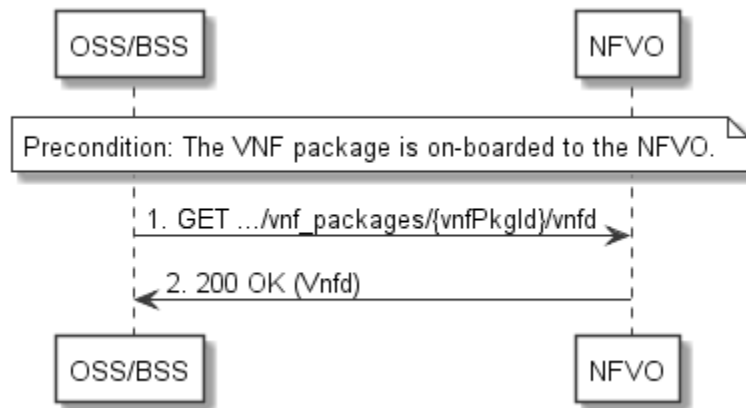 OSS/BSS
NFVO
Precondition: The VNF package is on-boarded to the NFVO.
1. GET .../vnf_packages/{vnfPkgId}/vnfd
2. 200 OK (Vnfd)
OSS/BSS
NFVO